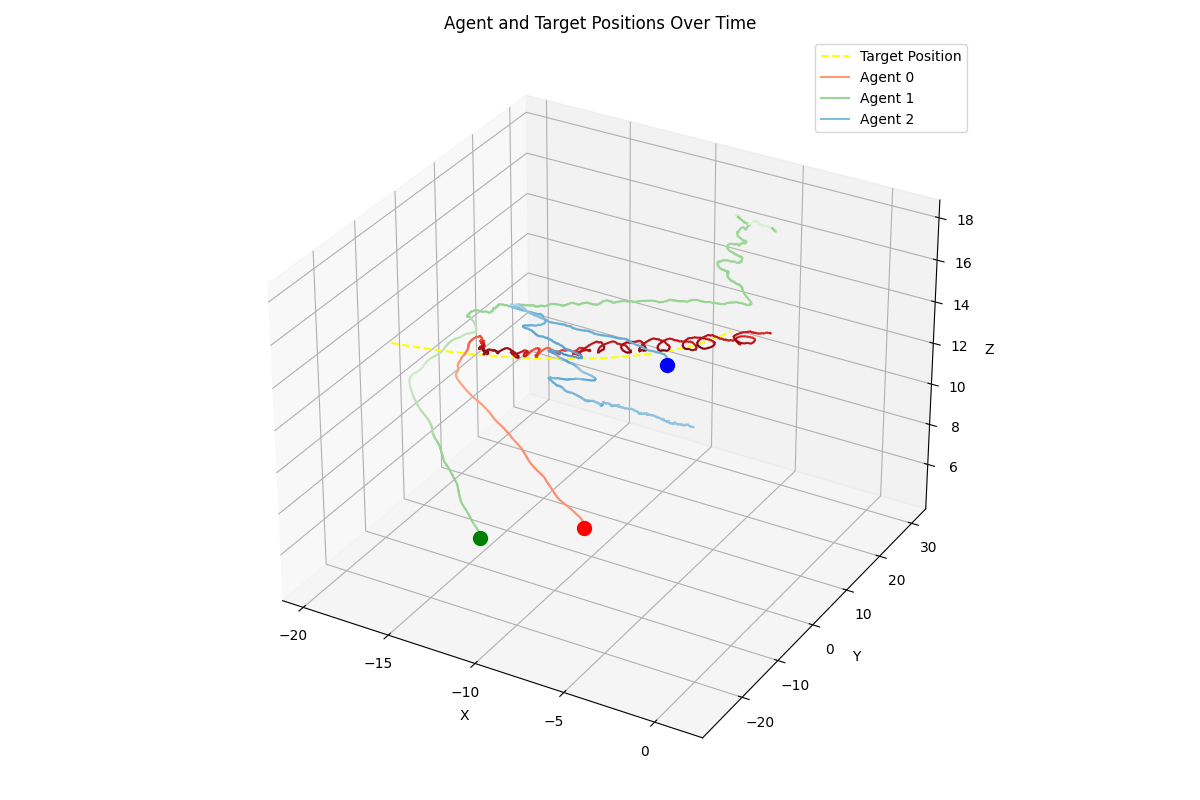 Agent and Target Positions Over Time
Target Position
Agent 0
Agent 1
Agent 2
18
16
14
12
10
8
6
Z
30
20
10
0
−10
−20
Y
−20
−15
−10
−5
0
X